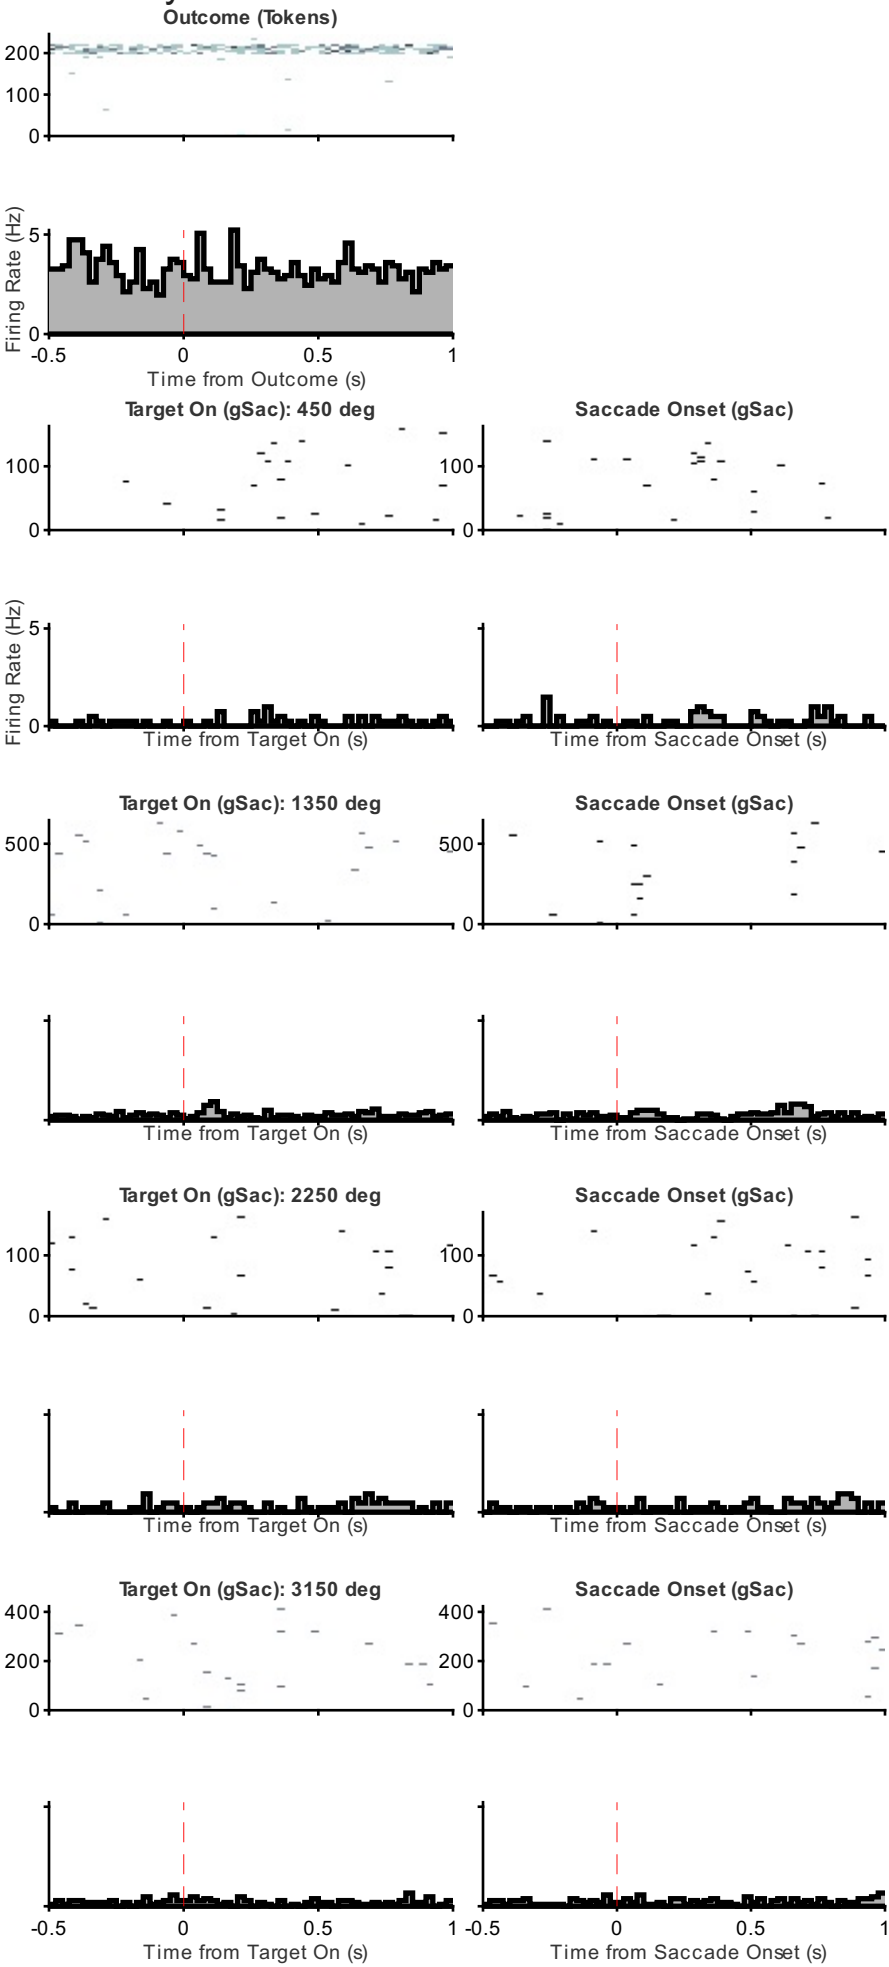 Outcome (Tokens)
200
100
0
Firing Rate (Hz)
5
0
-0.5 0 0.5 1
Time from Outcome (s)
Target On (gSac): 450 deg Saccade Onset (gSac)
100 100
0 0
Firing Rate (Hz)
5
0
Time from Target On (s) Time from Saccade Onset (s)
Target On (gSac): 1350 deg Saccade Onset (gSac)
500 500
0 0
Time from Target On (s) Time from Saccade Onset (s)
Target On (gSac): 2250 deg Saccade Onset (gSac)
100 100
0 0
Time from Target On (s) Time from Saccade Onset (s)
Target On (gSac): 3150 deg Saccade Onset (gSac)
400 400
200 200
0 0
-0.5 0 0.5 1 -0.5 0 0.5 1
Time from Target On (s) Time from Saccade Onset (s)